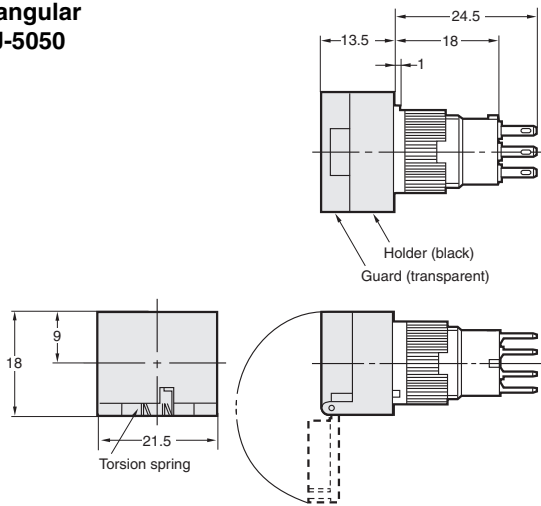 angular
-5050
24.5
13.5
18
1
Holder (black)
Guard (transparent)
18
9
21.5
Torsion spring